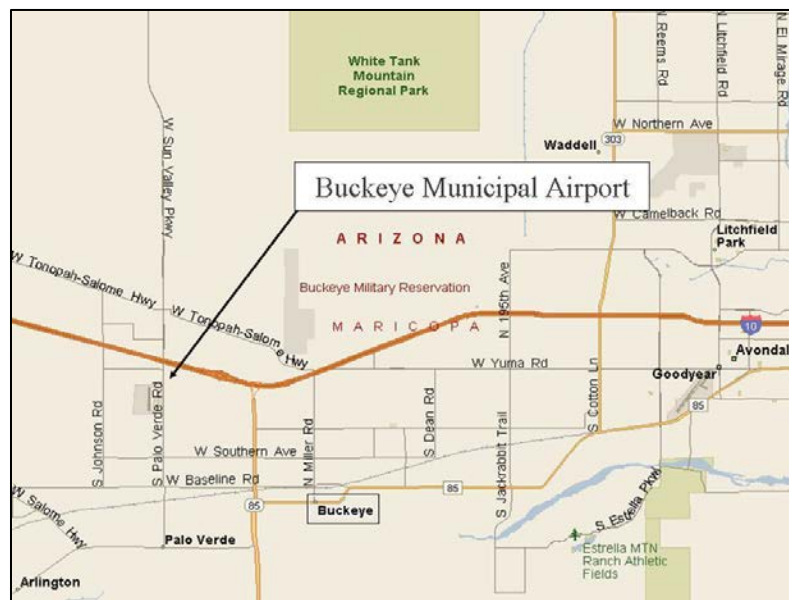 White Tank
Mountain
Regional Park
N Reems Rd
N Litchfield Rd
N El Mirage Rd
W Northern Ave
303
Waddell
W Sun Valley Pkwy
Buckeye Municipal Airport
W Camelback Rd
Litchfield
Park
ARIZONA
W Tonopah-Salome Hwy
Buckeye Military Reservation
N 195th Ave
W Tonopah-Salome Hwy
MARICOPA
10
Avondal
W Yuma Rd
Goodyear
S Cotton Ln
85
S Johnson Rd
S Palo Verde Rd
N Miller Rd
S Dean Rd
S Jackrabbit Trail
W Southern Ave
W Baseline Rd
85
85
Buckeye
W Salome Hwy
S Estrella Pkwy
Palo Verde
Estrella MTN
Ranch Athletic
Fields
Arlington